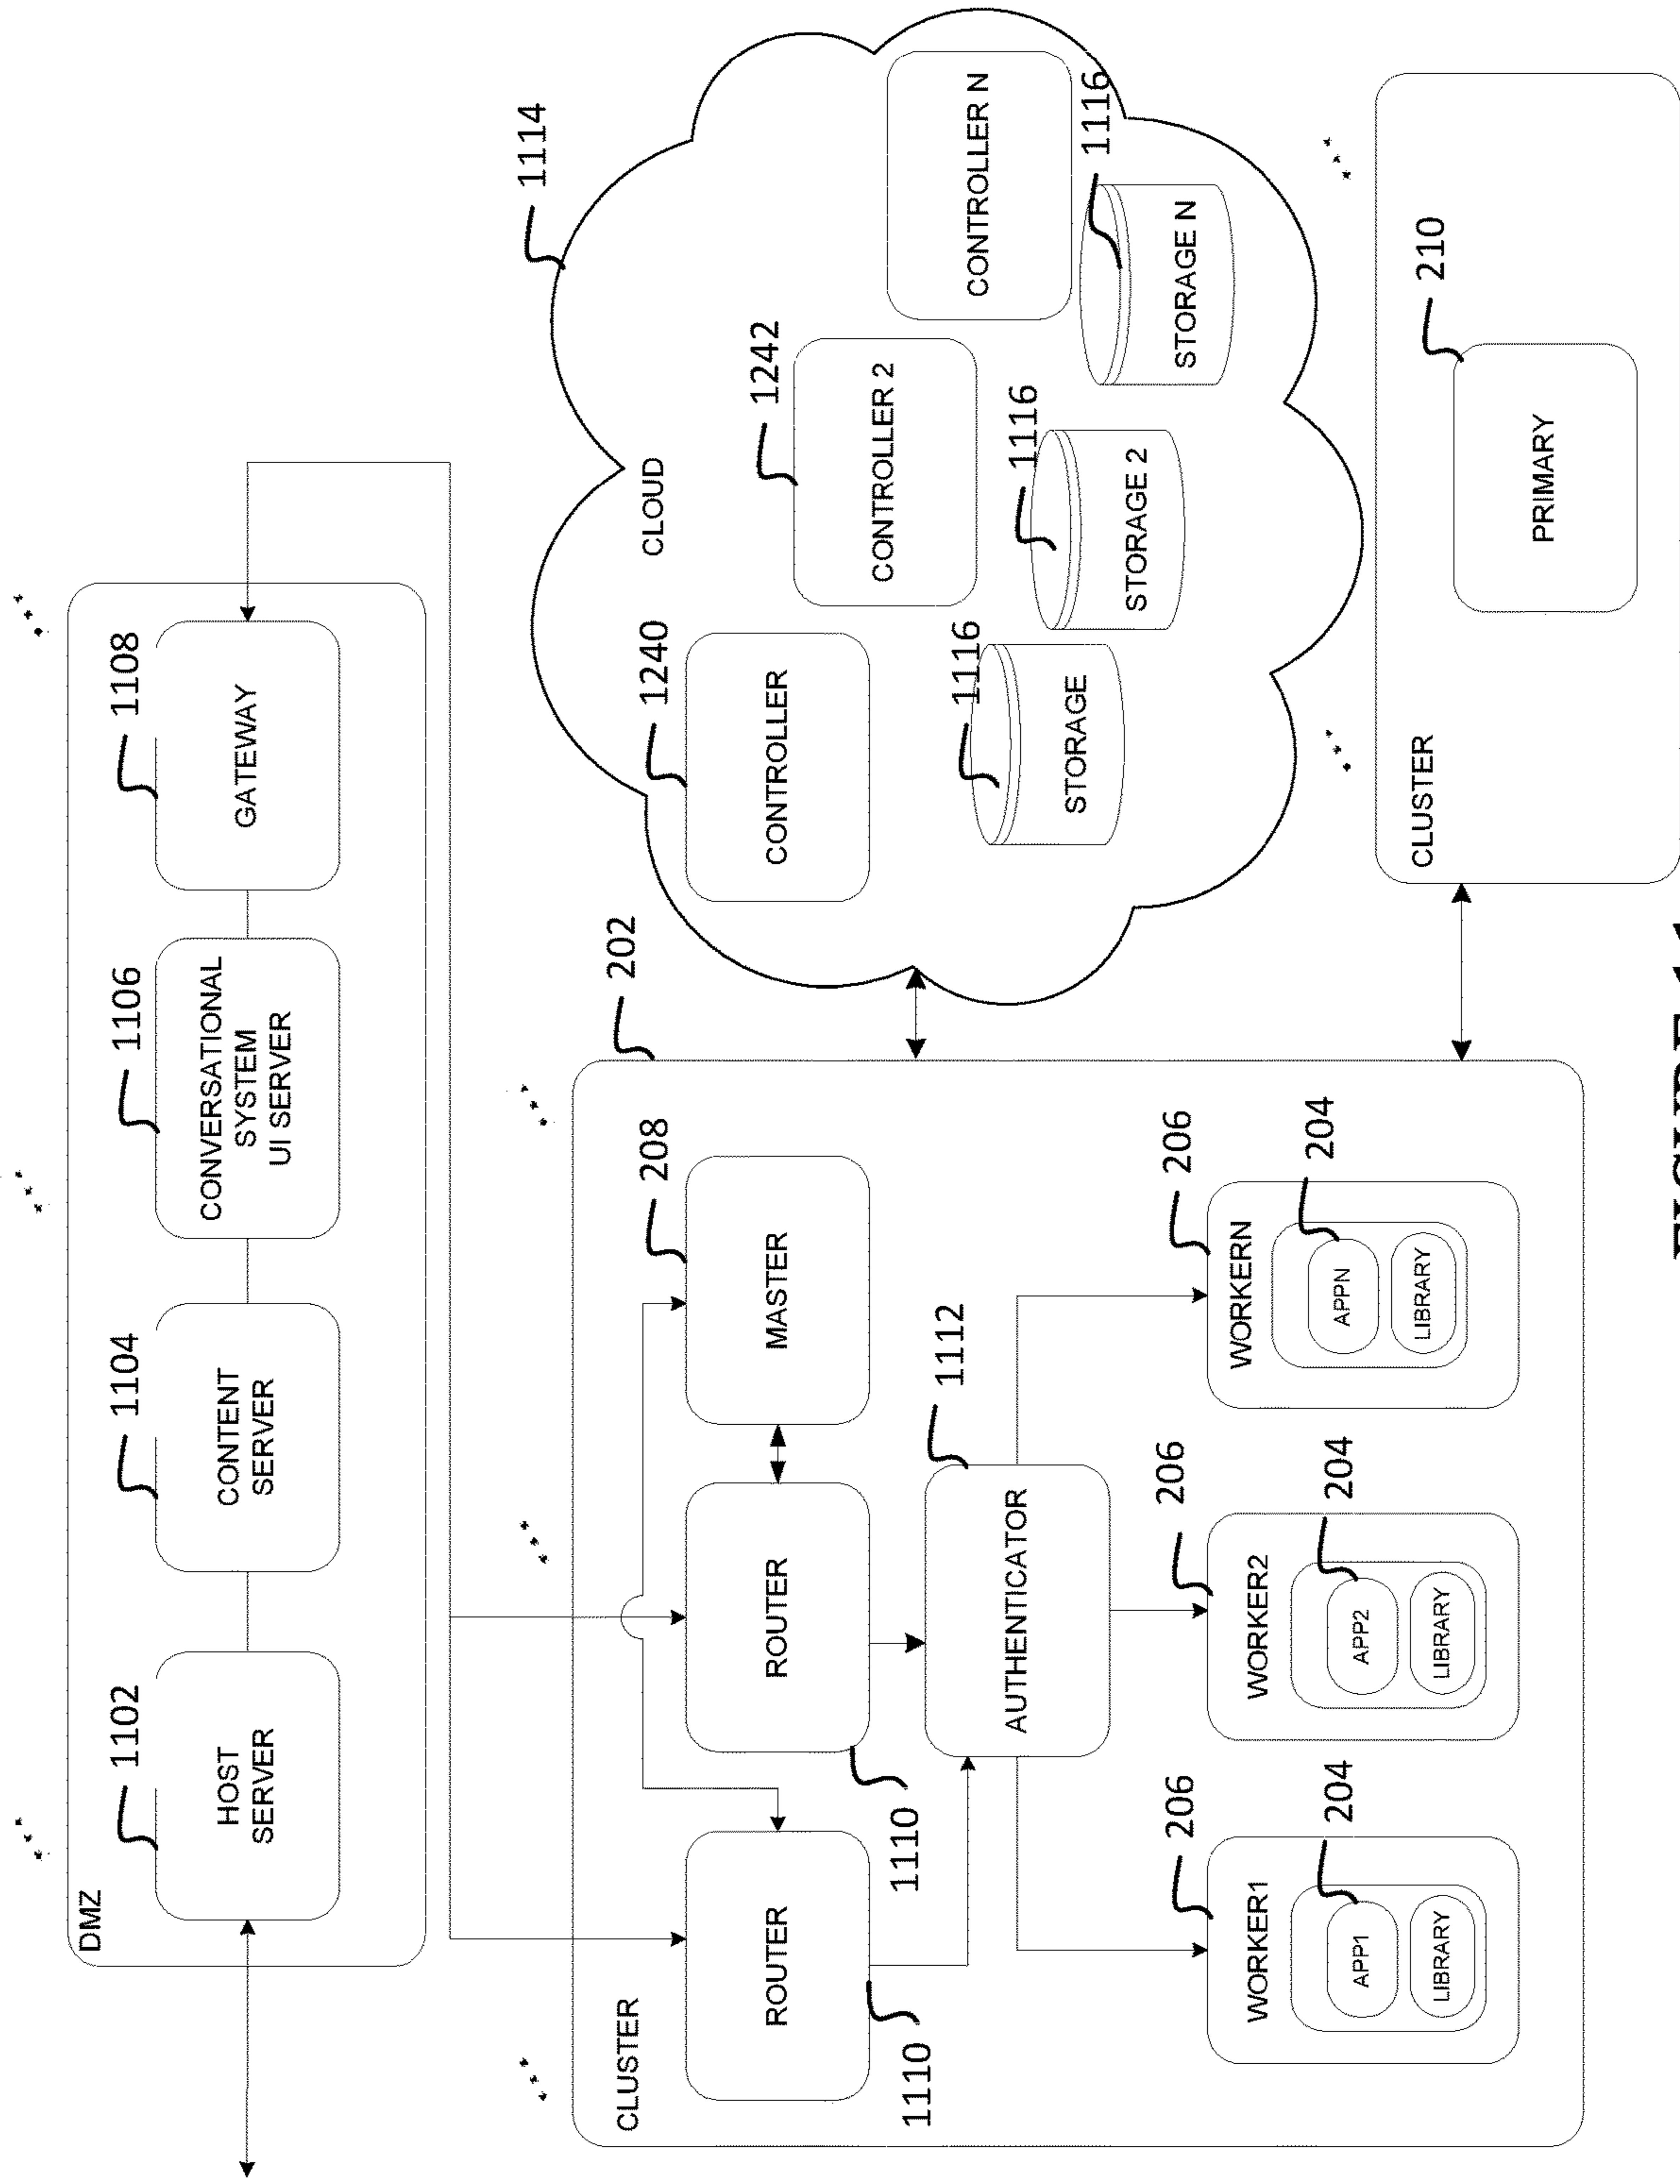 DMZ
1102
HOST
SERVER
1104
CONTENT
SERVER
1106
CONVERSATIONAL
SYSTEM
UI SERVER
1108
GATEWAY
CLUSTER
202
ROUTER
1110
ROUTER
1110
208
MASTER
1112
AUTHENTICATOR
206
WORKER1
204
APP1
LIBRARY
206
WORKER2
204
APP2
LIBRARY
206
WORKERN
204
APPN
LIBRARY
1114
CLOUD
1240
CONTROLLER
1242
CONTROLLER 2
CONTROLLER N
1116
STORAGE
1116
STORAGE 2
1116
STORAGE N
CLUSTER
210
PRIMARY